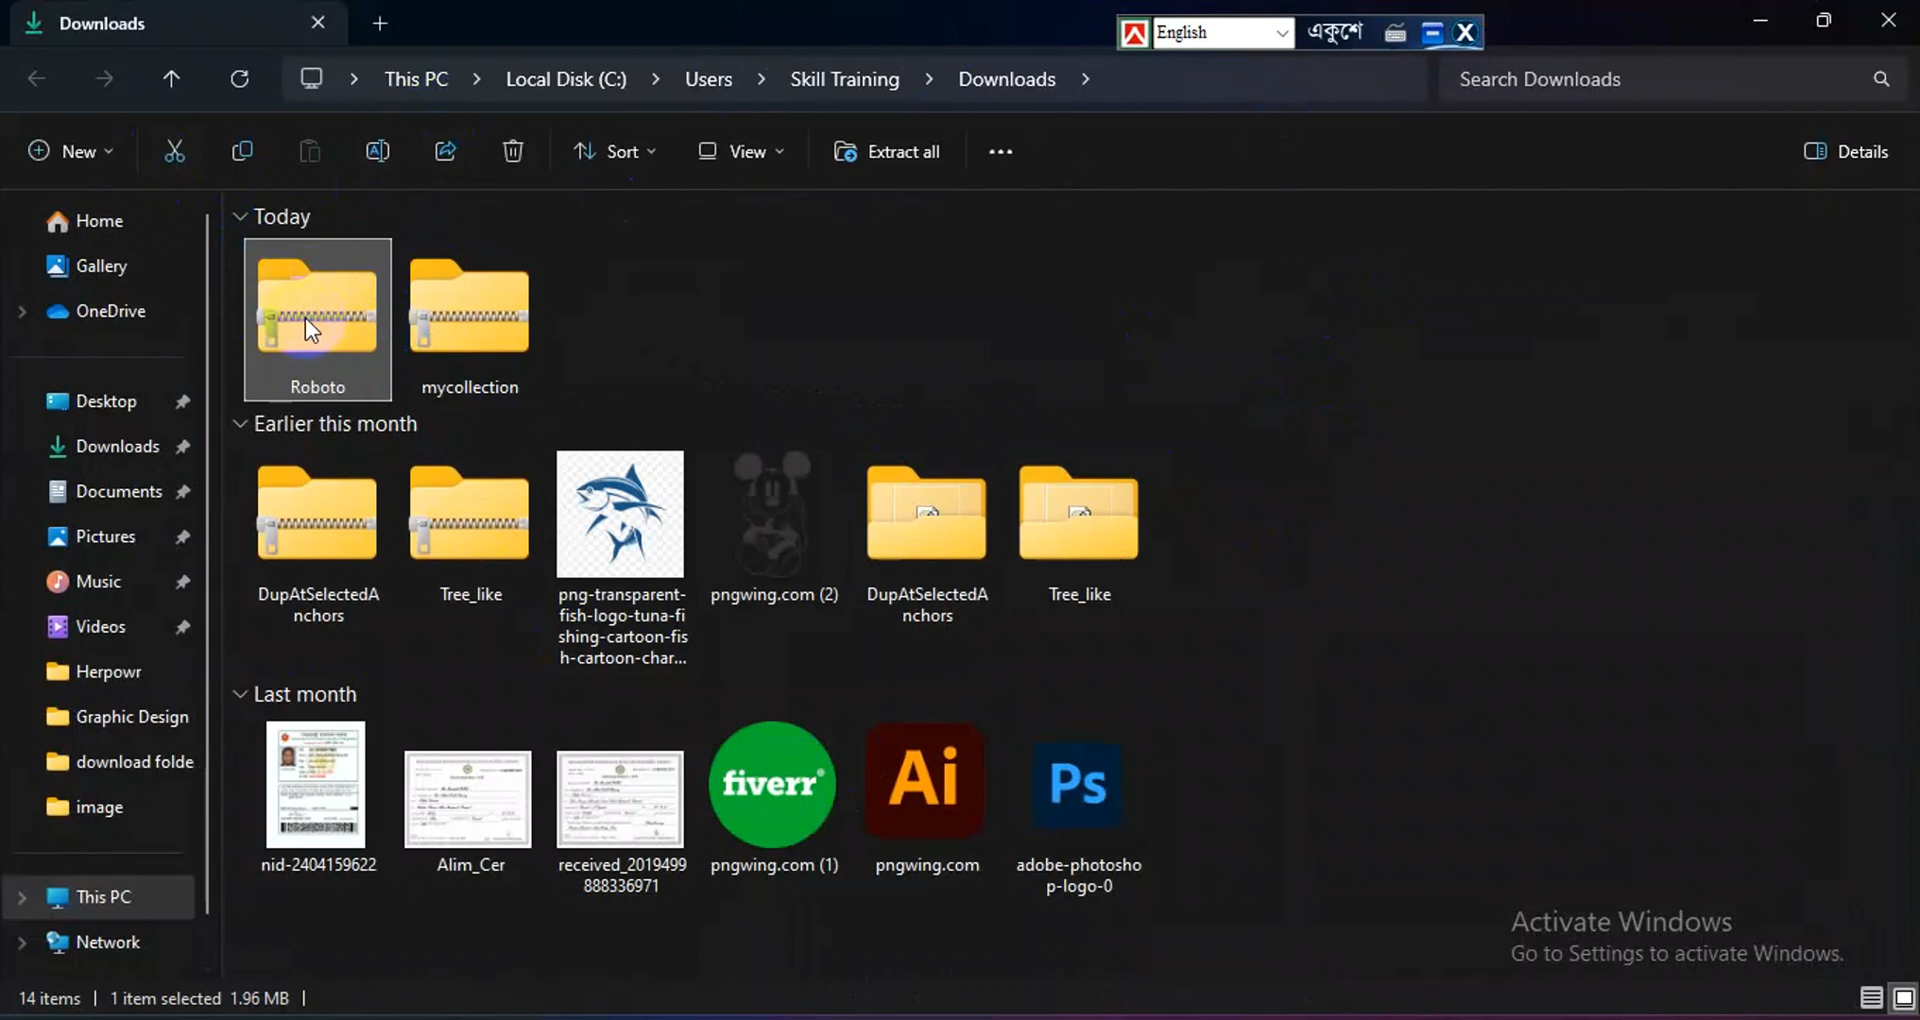 Downloads
English
একুশে
This PC
Local Disk (C:)
Users
Skill Training
Downloads
Search Downloads
New
Sort
View
Extract all
Details
Home
Gallery
OneDrive
Desktop
Downloads
Documents
Pictures
Music
Videos
Herpowr
Graphic Design
download folde
image
This PC
Network
Today
Roboto
mycollection
Earlier this month
DupAtSelectedA
nchors
Tree_like
png-transparent-
fish-logo-tuna-fi
shing-cartoon-fis
h-cartoon-char...
pngwing.com (2)
DupAtSelectedA
nchors
Tree_like
Last month
fiverr®
Ai
Ps
nid-2404159622
Alim_Cer
received_2019499
888336971
pngwing.com (1)
pngwing.com
adobe-photosho
p-logo-0
Activate Windows
Go to Settings to activate Windows.
14 items
1 item selected 1.96 MB